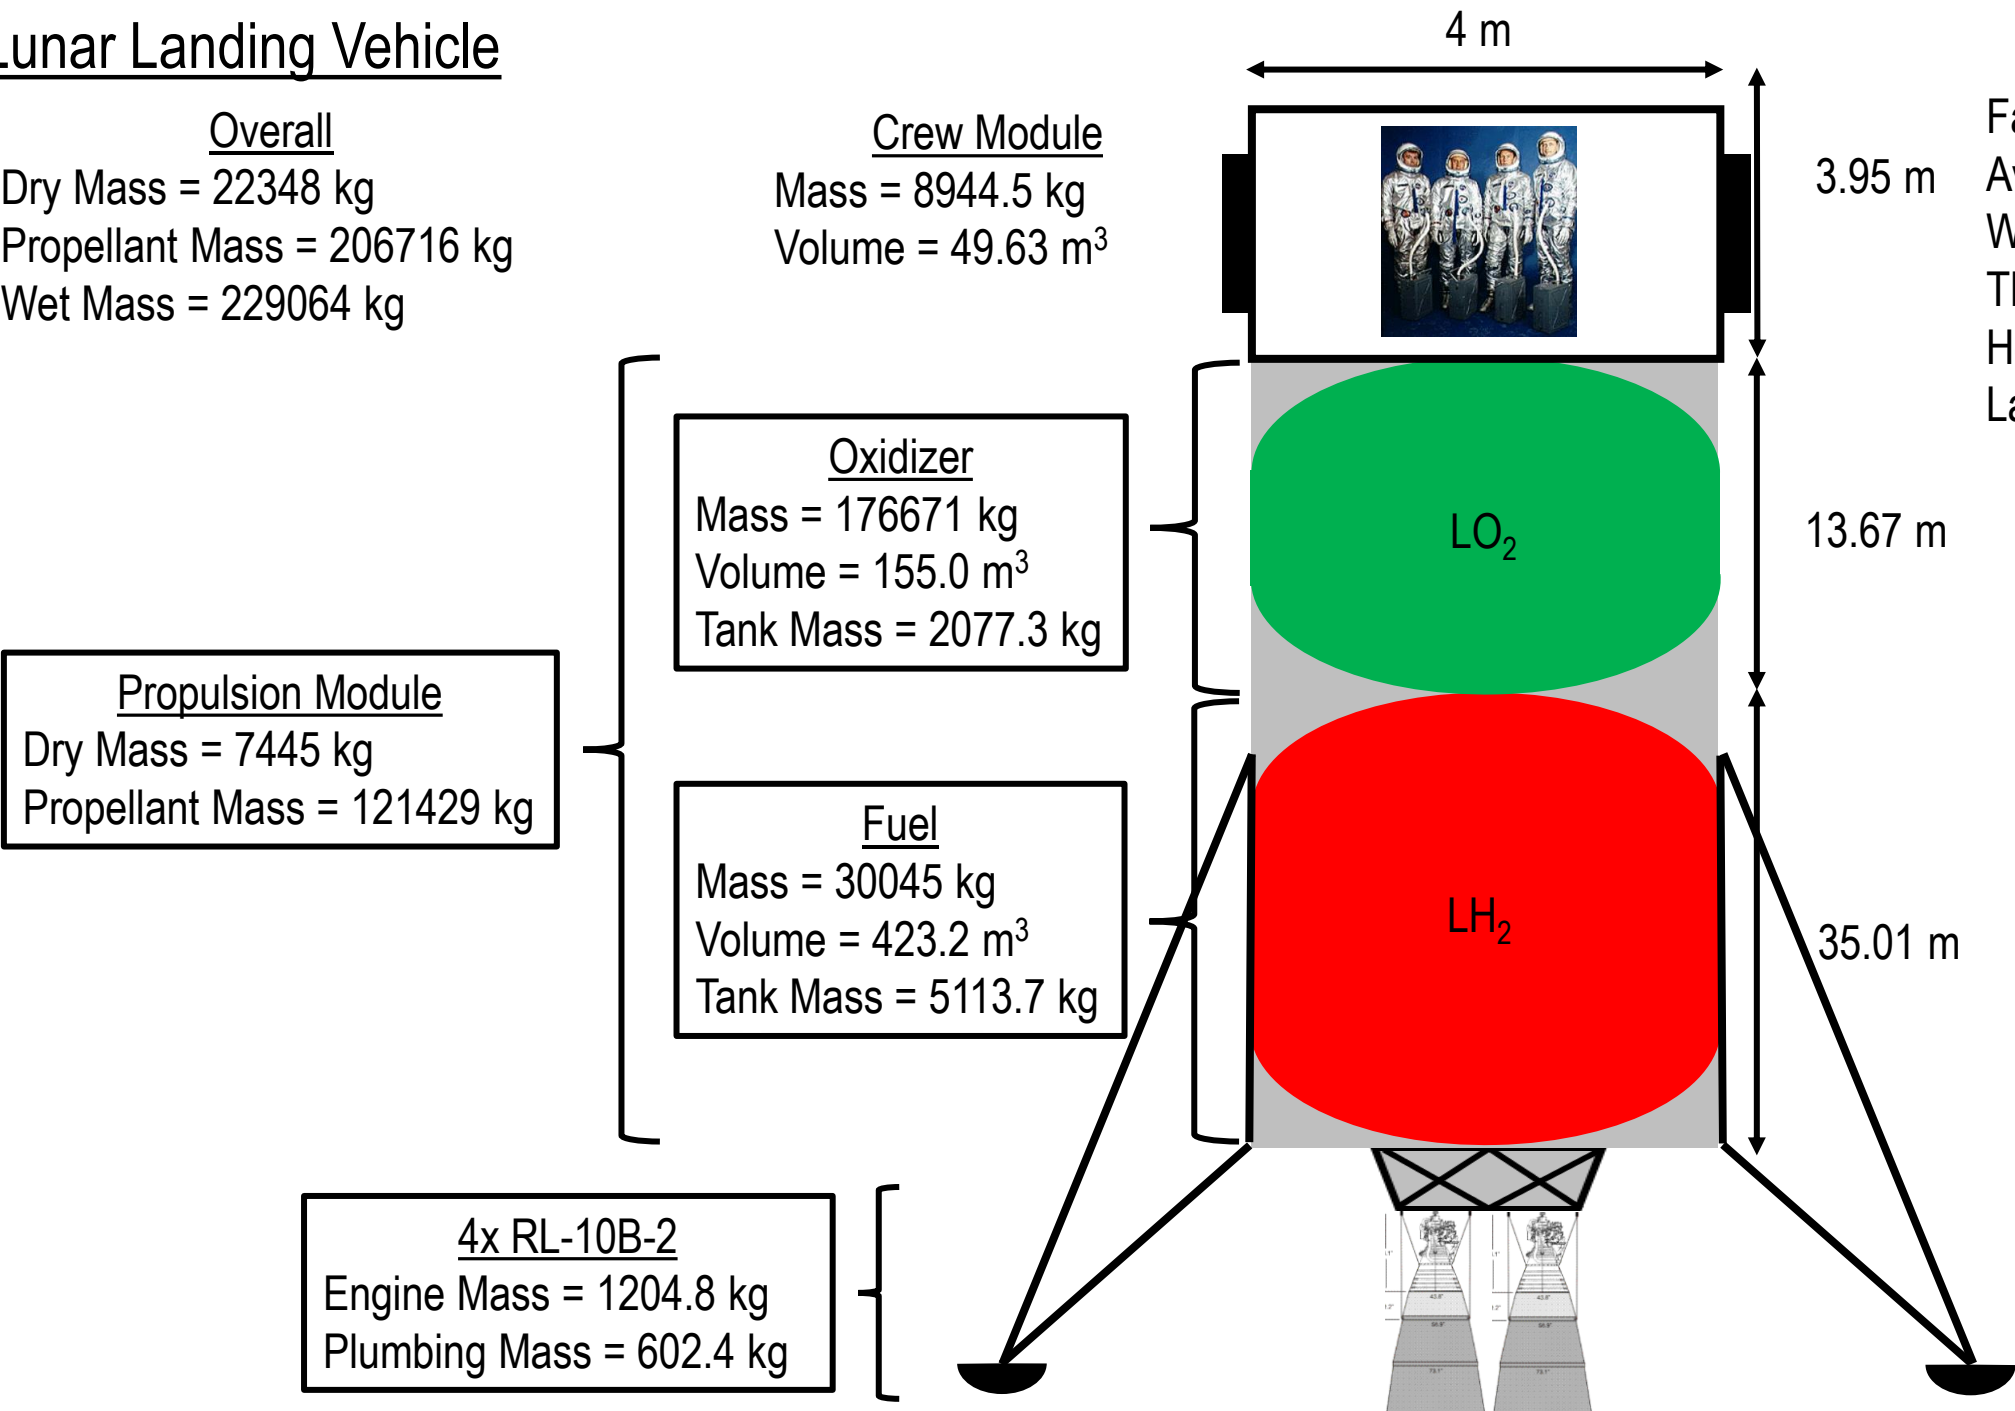 Lunar Landing Vehicle
4 m
Overall
Dry Mass = 22348 kg
Propellant Mass = 206716 kg
Wet Mass = 229064 kg
Crew Module
Mass = 8944.5 kg
Volume = 49.63 m³
3.95 m
Oxidizer
Mass = 176671 kg
Volume = 155.0 m³
Tank Mass = 2077.3 kg
LO₂
13.67 m
Propulsion Module
Dry Mass = 7445 kg
Propellant Mass = 121429 kg
Fuel
Mass = 30045 kg
Volume = 423.2 m³
Tank Mass = 5113.7 kg
LH₂
35.01 m
4x RL-10B-2
Engine Mass = 1204.8 kg
Plumbing Mass = 602.4 kg